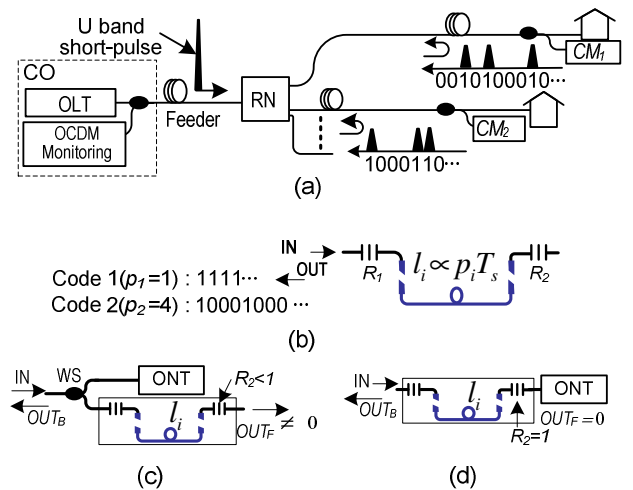 U band
short-pulse
CO
OLT
OCDM
Monitoring
Feeder
RN
CM1
0010100010···
CM2
1000110···
(a)
IN
OUT
Code 1(p1=1) : 1111···
Code 2(p2=4) : 10001000 ···
R1
li ∝ piTs
R2
(b)
IN
WS
ONT
R2<1
OUTB
li
OUTF ≠ 0
(c)
IN
OUTB
li
ONT
OUTF=0
R2=1
(d)